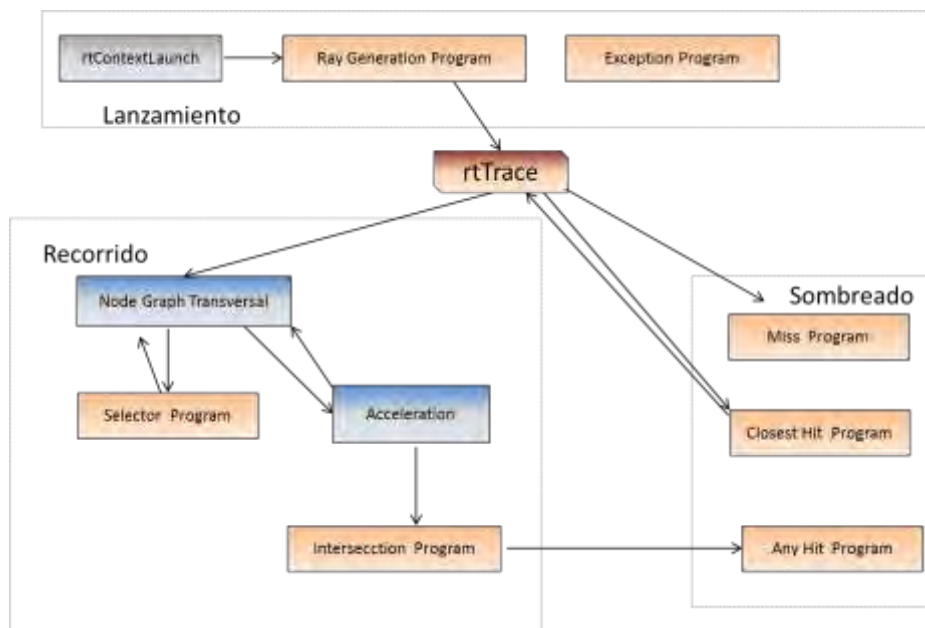 rtContextLaunch
Ray Generation Program
Exception Program
Lanzamiento
rtTrace
Recorrido
Node Graph Transversal
Selector Program
Acceleration
Intersecction Program
Sombreado
Miss Program
Closest Hit Program
Any Hit Program